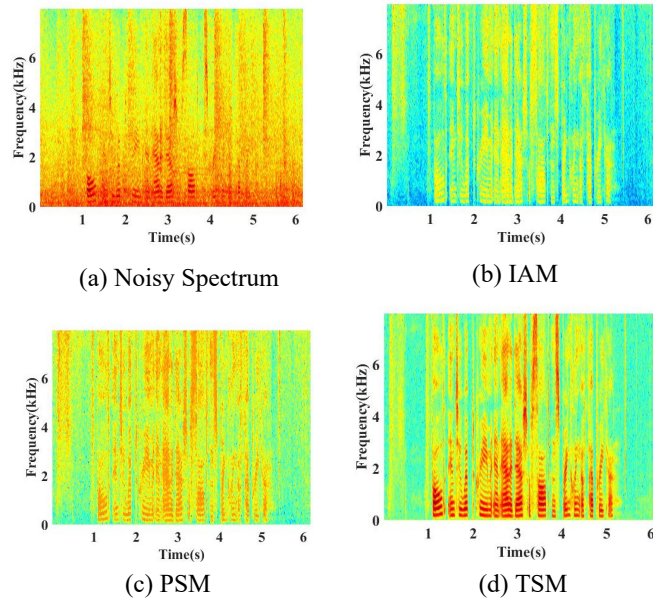 Frequency(kHz)
8
6
4
2
0
1 2 3 4 5 6
Time(s)
(a) Noisy Spectrum
Frequency(kHz)
6
4
2
0
1 2 3 4 5 6
Time(s)
(b) IAM
Frequency(kHz)
6
4
2
0
1 2 3 4 5 6
Time(s)
(c) PSM
Frequency(kHz)
6
4
2
0
1 2 3 4 5 6
Time(s)
(d) TSM